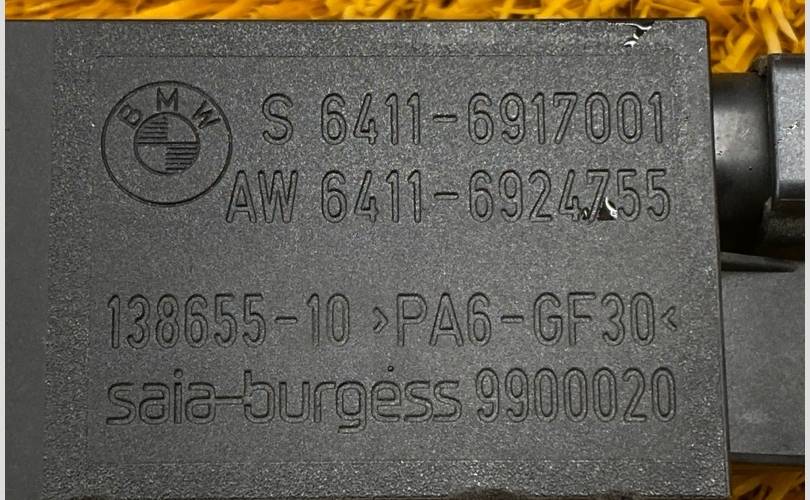 BMW
S 6411-6917001
AW 6411-6924755
138655-10 >PA6-GF30<
saia-burgess 9900020